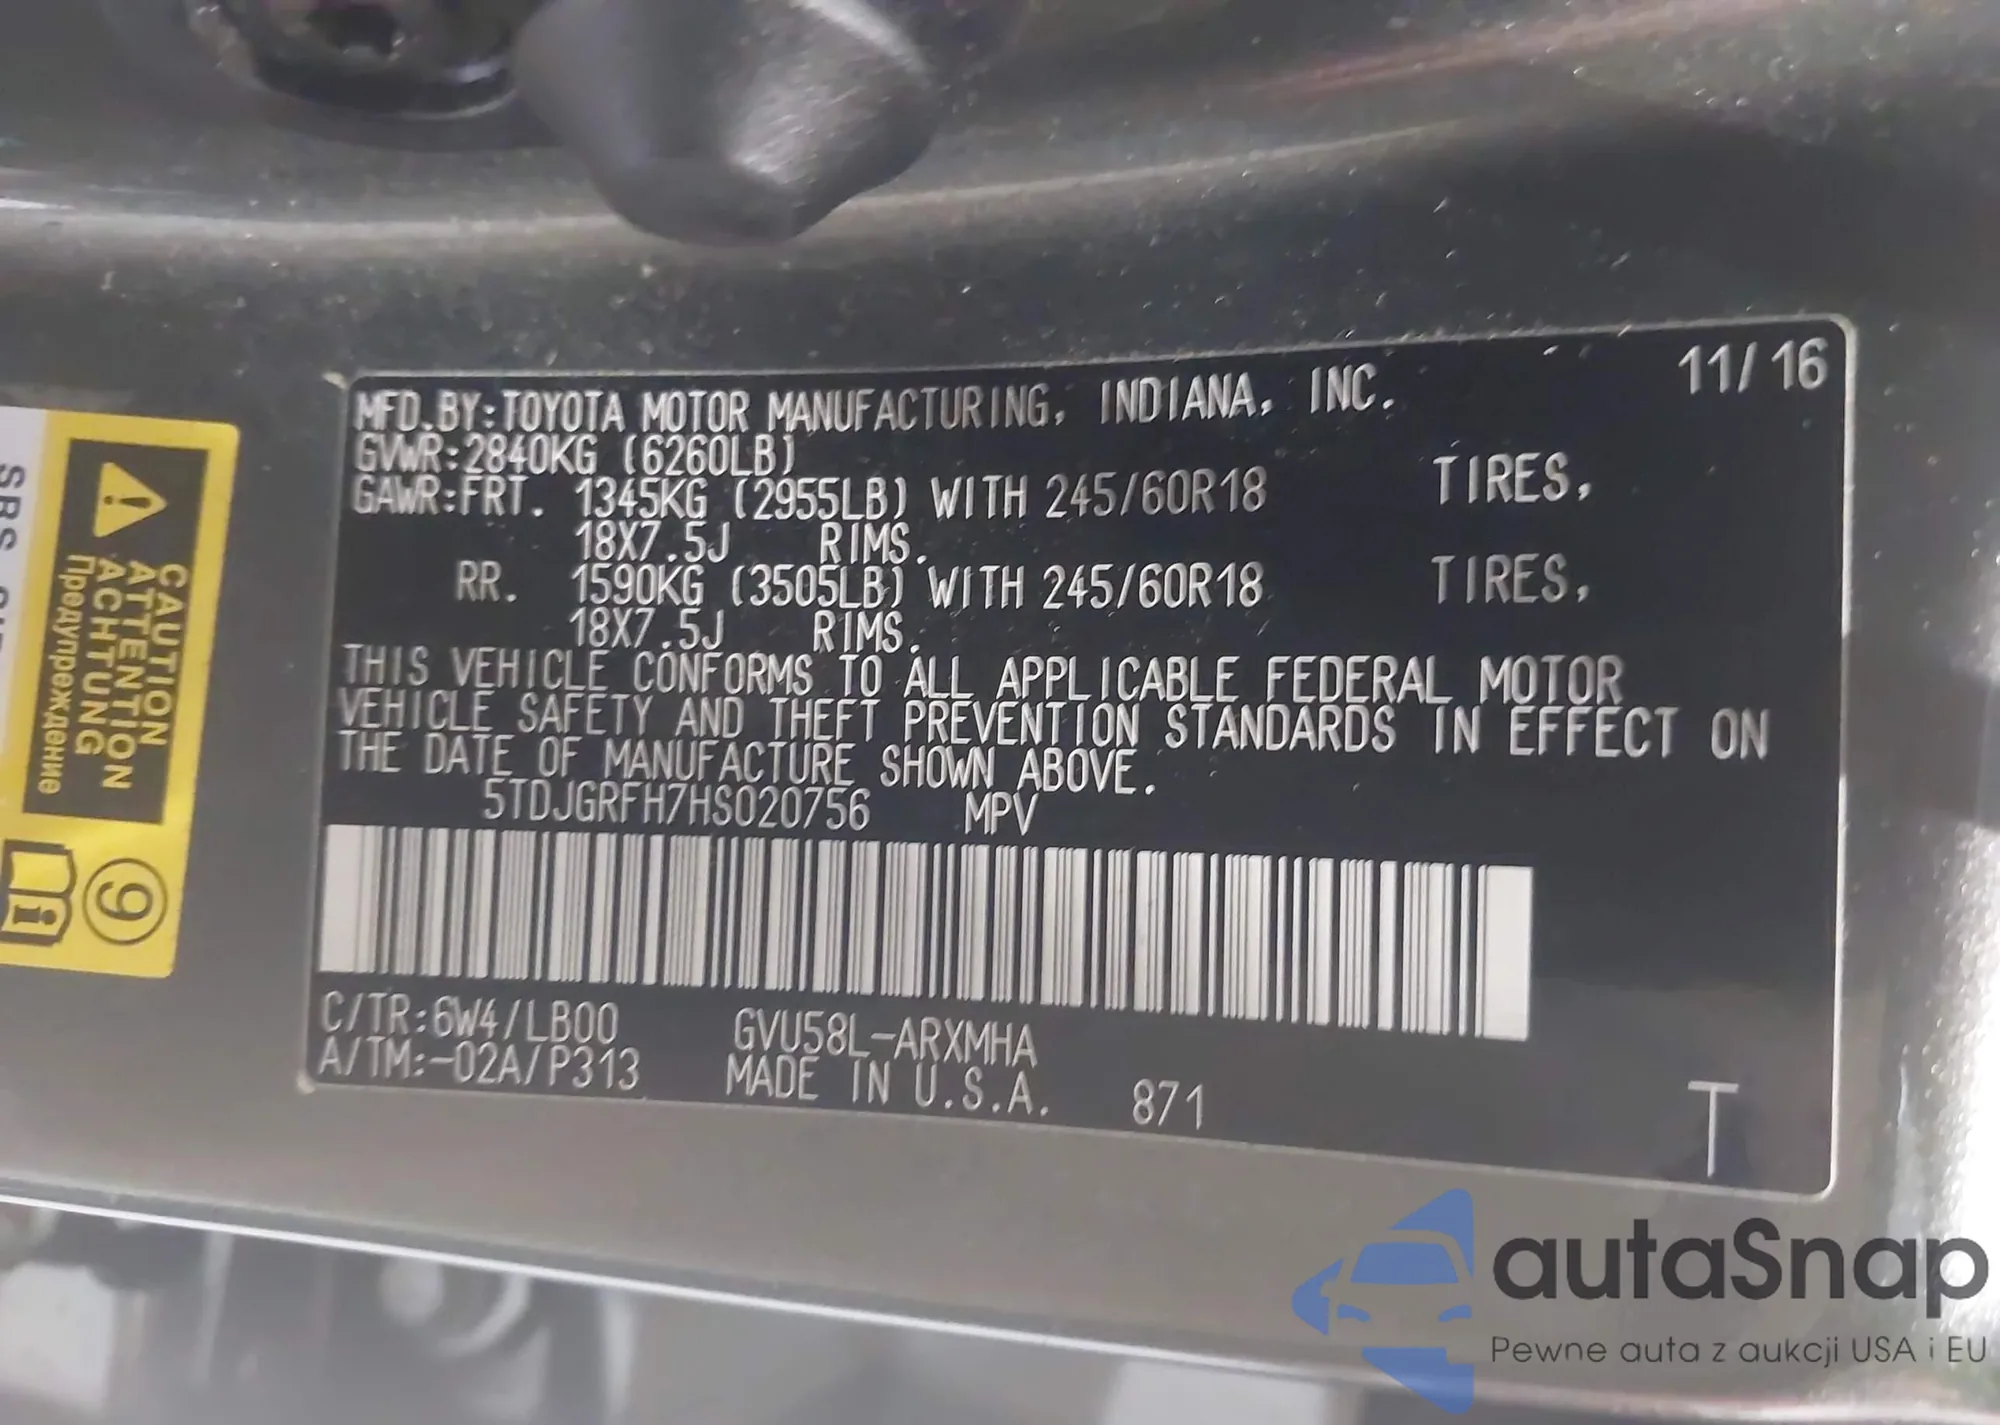 11/16
MFD.BY:TOYOTA MOTOR MANUFACTURING, INDIANA, INC.
GVWR:2840KG (6260LB)
GAWR:FRT. 1345KG (2955LB) WITH 245/60R18 TIRES,
18X7.5J RIMS.
RR. 1590KG (3505LB) WITH 245/60R18 TIRES,
18X7.5J RIMS.
THIS VEHICLE CONFORMS TO ALL APPLICABLE FEDERAL MOTOR
VEHICLE SAFETY AND THEFT PREVENTION STANDARDS IN EFFECT ON
THE DATE OF MANUFACTURE SHOWN ABOVE.
5TDJGRFH7HS020756 MPV
C/TR:6W4/LB00 GVU58L-ARXMHA
A/TM:-02A/P313 MADE IN U.S.A. 871
T
SRS
CAUTION
ATTENTION
ACHTUNG
Предупреждение
9
i
autaSnap
Pewne auta z aukcji USA i EU